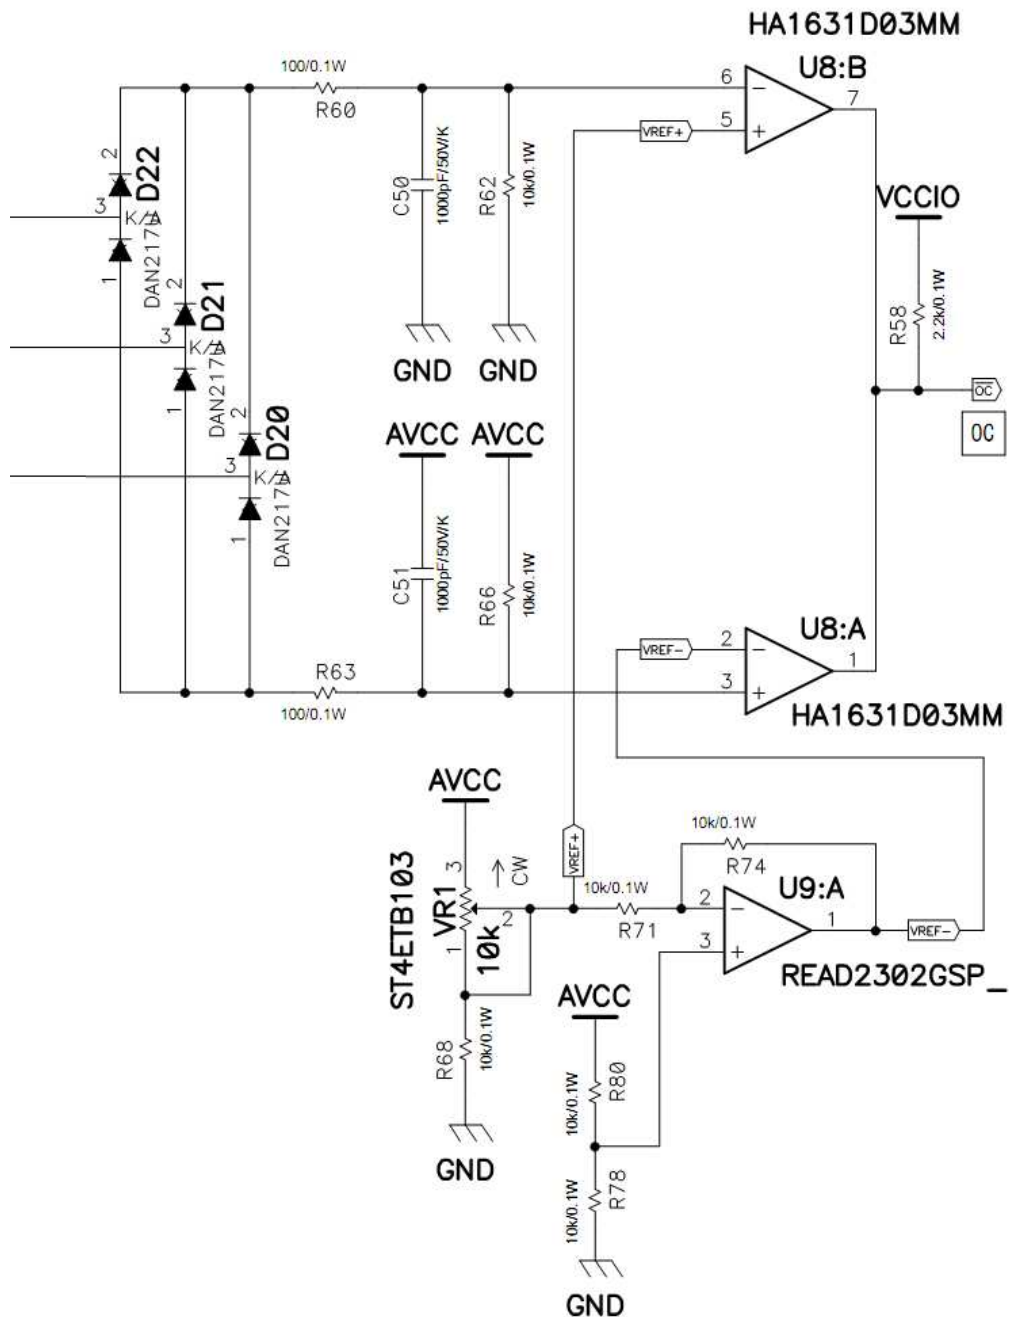 HA1631D03MM
U8:B
100/0.1W
R60
6
5
7
VREF+
2
D22
3
K/A
1
DAN217
C50
1000pF/50V/K
R62
10k/0.1W
VCCIO
R58
2.2k/0.1W
2
D21
3
K/A
1
DAN217
GND
GND
OC
OC
AVCC
AVCC
2
D20
3
K/A
1
DAN217
C51
1000pF/50V/K
R66
10k/0.1W
U8:A
VREF-
2
3
1
R63
100/0.1W
HA1631D03MM
AVCC
3
ST4ETB103
VR1
10k
CW
2
1
VREF+
10k/0.1W
R71
10k/0.1W
R74
U9:A
2
3
1
VREF-
READ2302GSP_
R68
10k/0.1W
GND
AVCC
R80
10k/0.1W
R78
10k/0.1W
GND